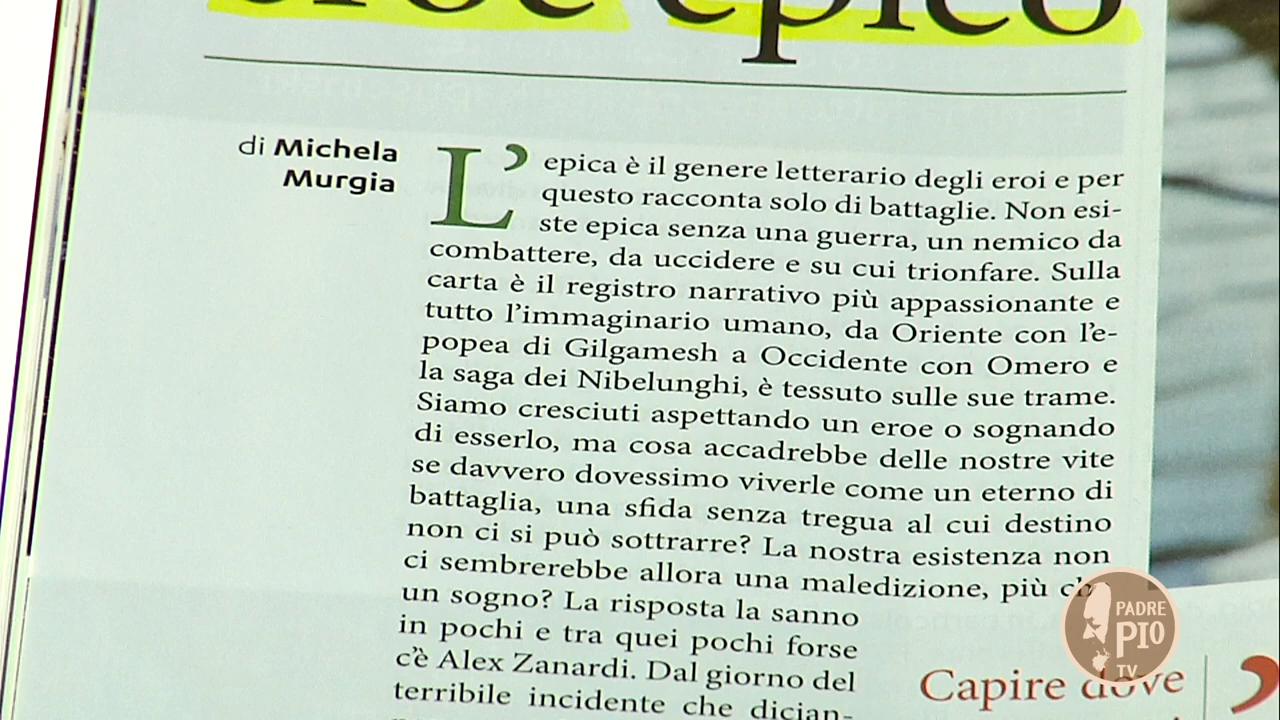 eroe epico
di Michela
Murgia
L'epica è il genere letterario degli eroi e per
questo racconta solo di battaglie. Non esi-
ste epica senza una guerra, un nemico da
combattere, da uccidere e su cui trionfare. Sulla
carta è il registro narrativo più appassionante e
tutto l'immaginario umano, da Oriente con l'e-
popea di Gilgamesh a Occidente con Omero e
la saga dei Nibelunghi, è tessuto sulle sue trame.
Siamo cresciuti aspettando un eroe o sognando
di esserlo, ma cosa accadrebbe delle nostre vite
se davvero dovessimo viverle come un eterno di
battaglia, una sfida senza tregua al cui destino
non ci si può sottrarre? La nostra esistenza non
ci sembrerebbe allora una maledizione, più
un sogno? La risposta la sanno
in pochi e tra quei pochi forse
c'è Alex Zanardi. Dal giorno del
terribile incidente che dician-
Capire dove
PADRE
PIO
TV